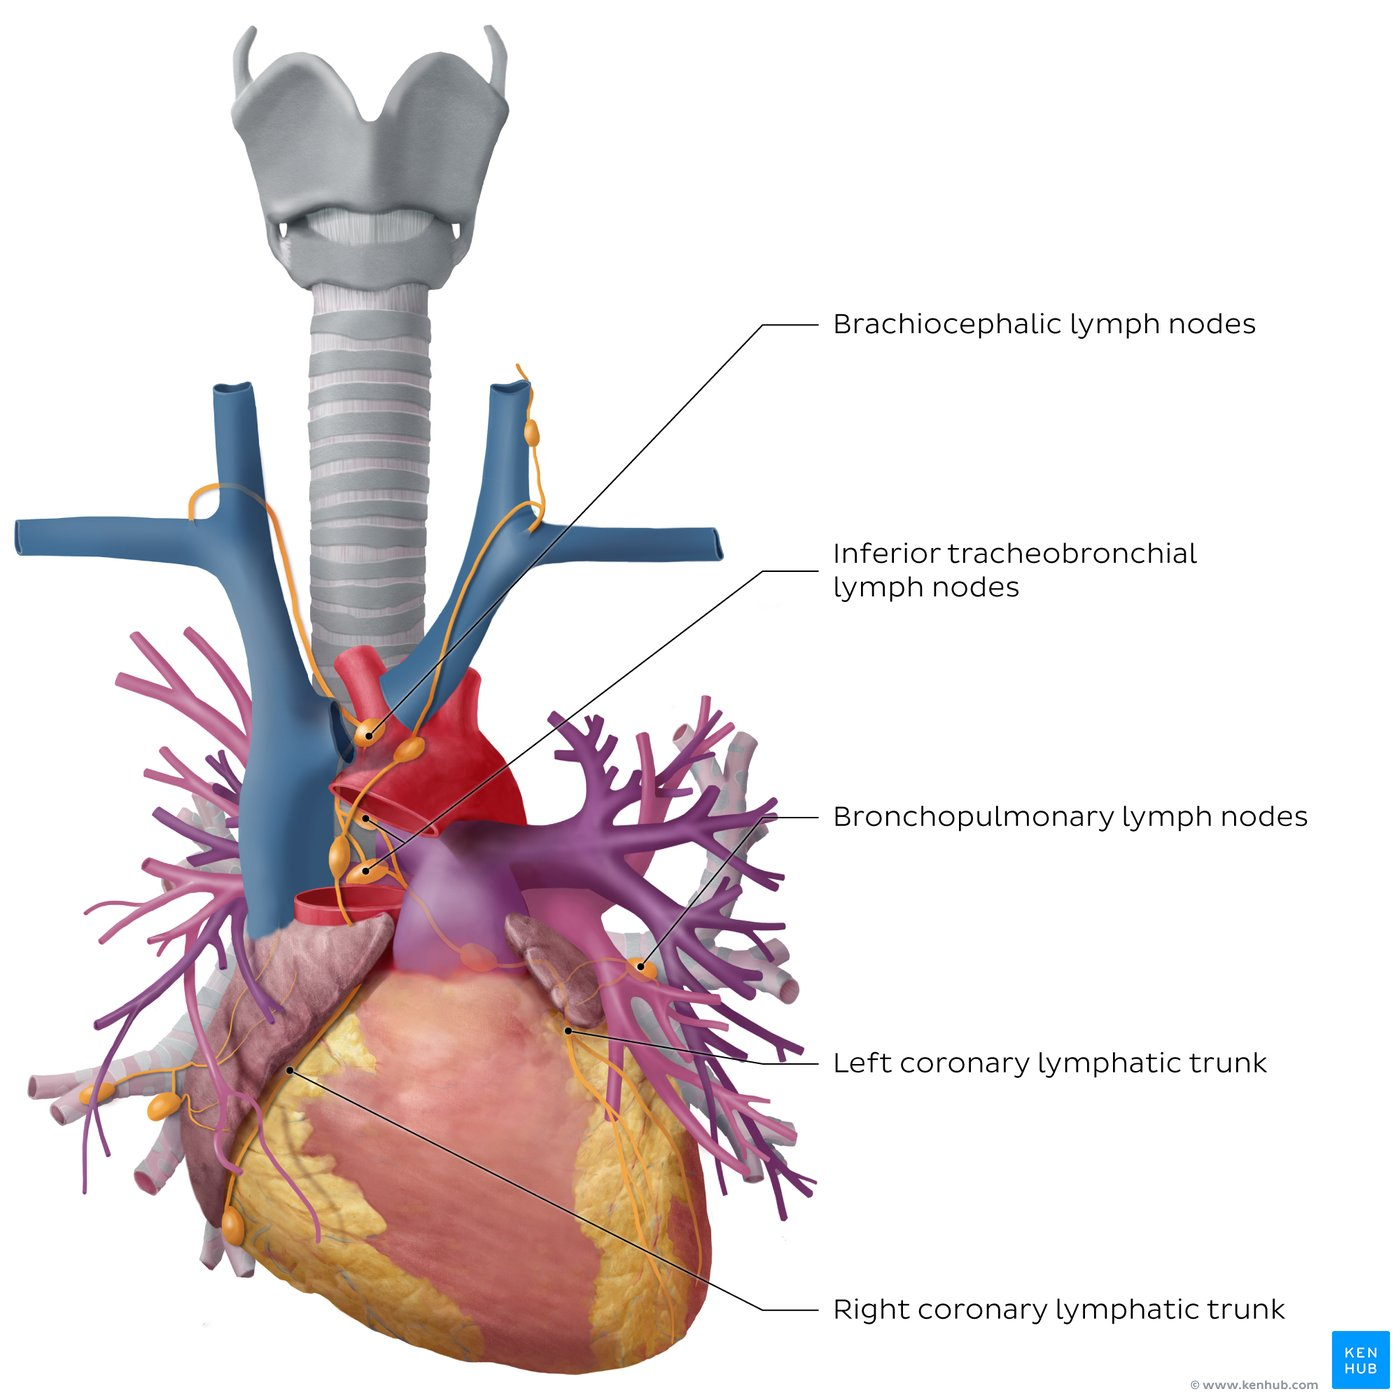 Brachiocephalic lymph nodes
Inferior tracheobronchial
lymph nodes
Bronchopulmonary lymph nodes
Left coronary lymphatic trunk
Right coronary lymphatic trunk
KEN
HUB
© www.kenhub.com